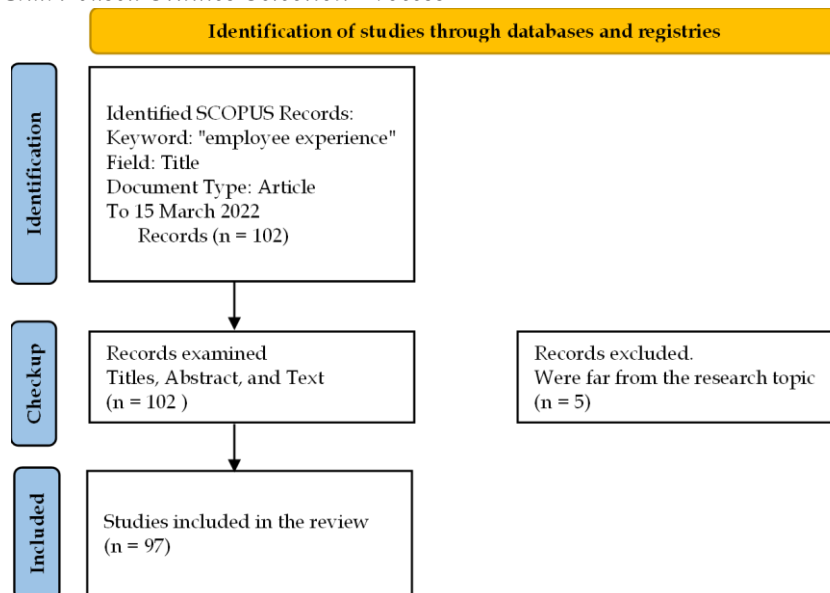 Identification of studies through databases and registries
Identification
Identified SCOPUS Records:
Keyword: "employee experience"
Field: Title
Document Type: Article
To 15 March 2022
Records (n = 102)
Checkup
Records examined
Titles, Abstract, and Text
(n = 102 )
Records excluded.
Were far from the research topic
(n = 5)
Included
Studies included in the review
(n = 97)